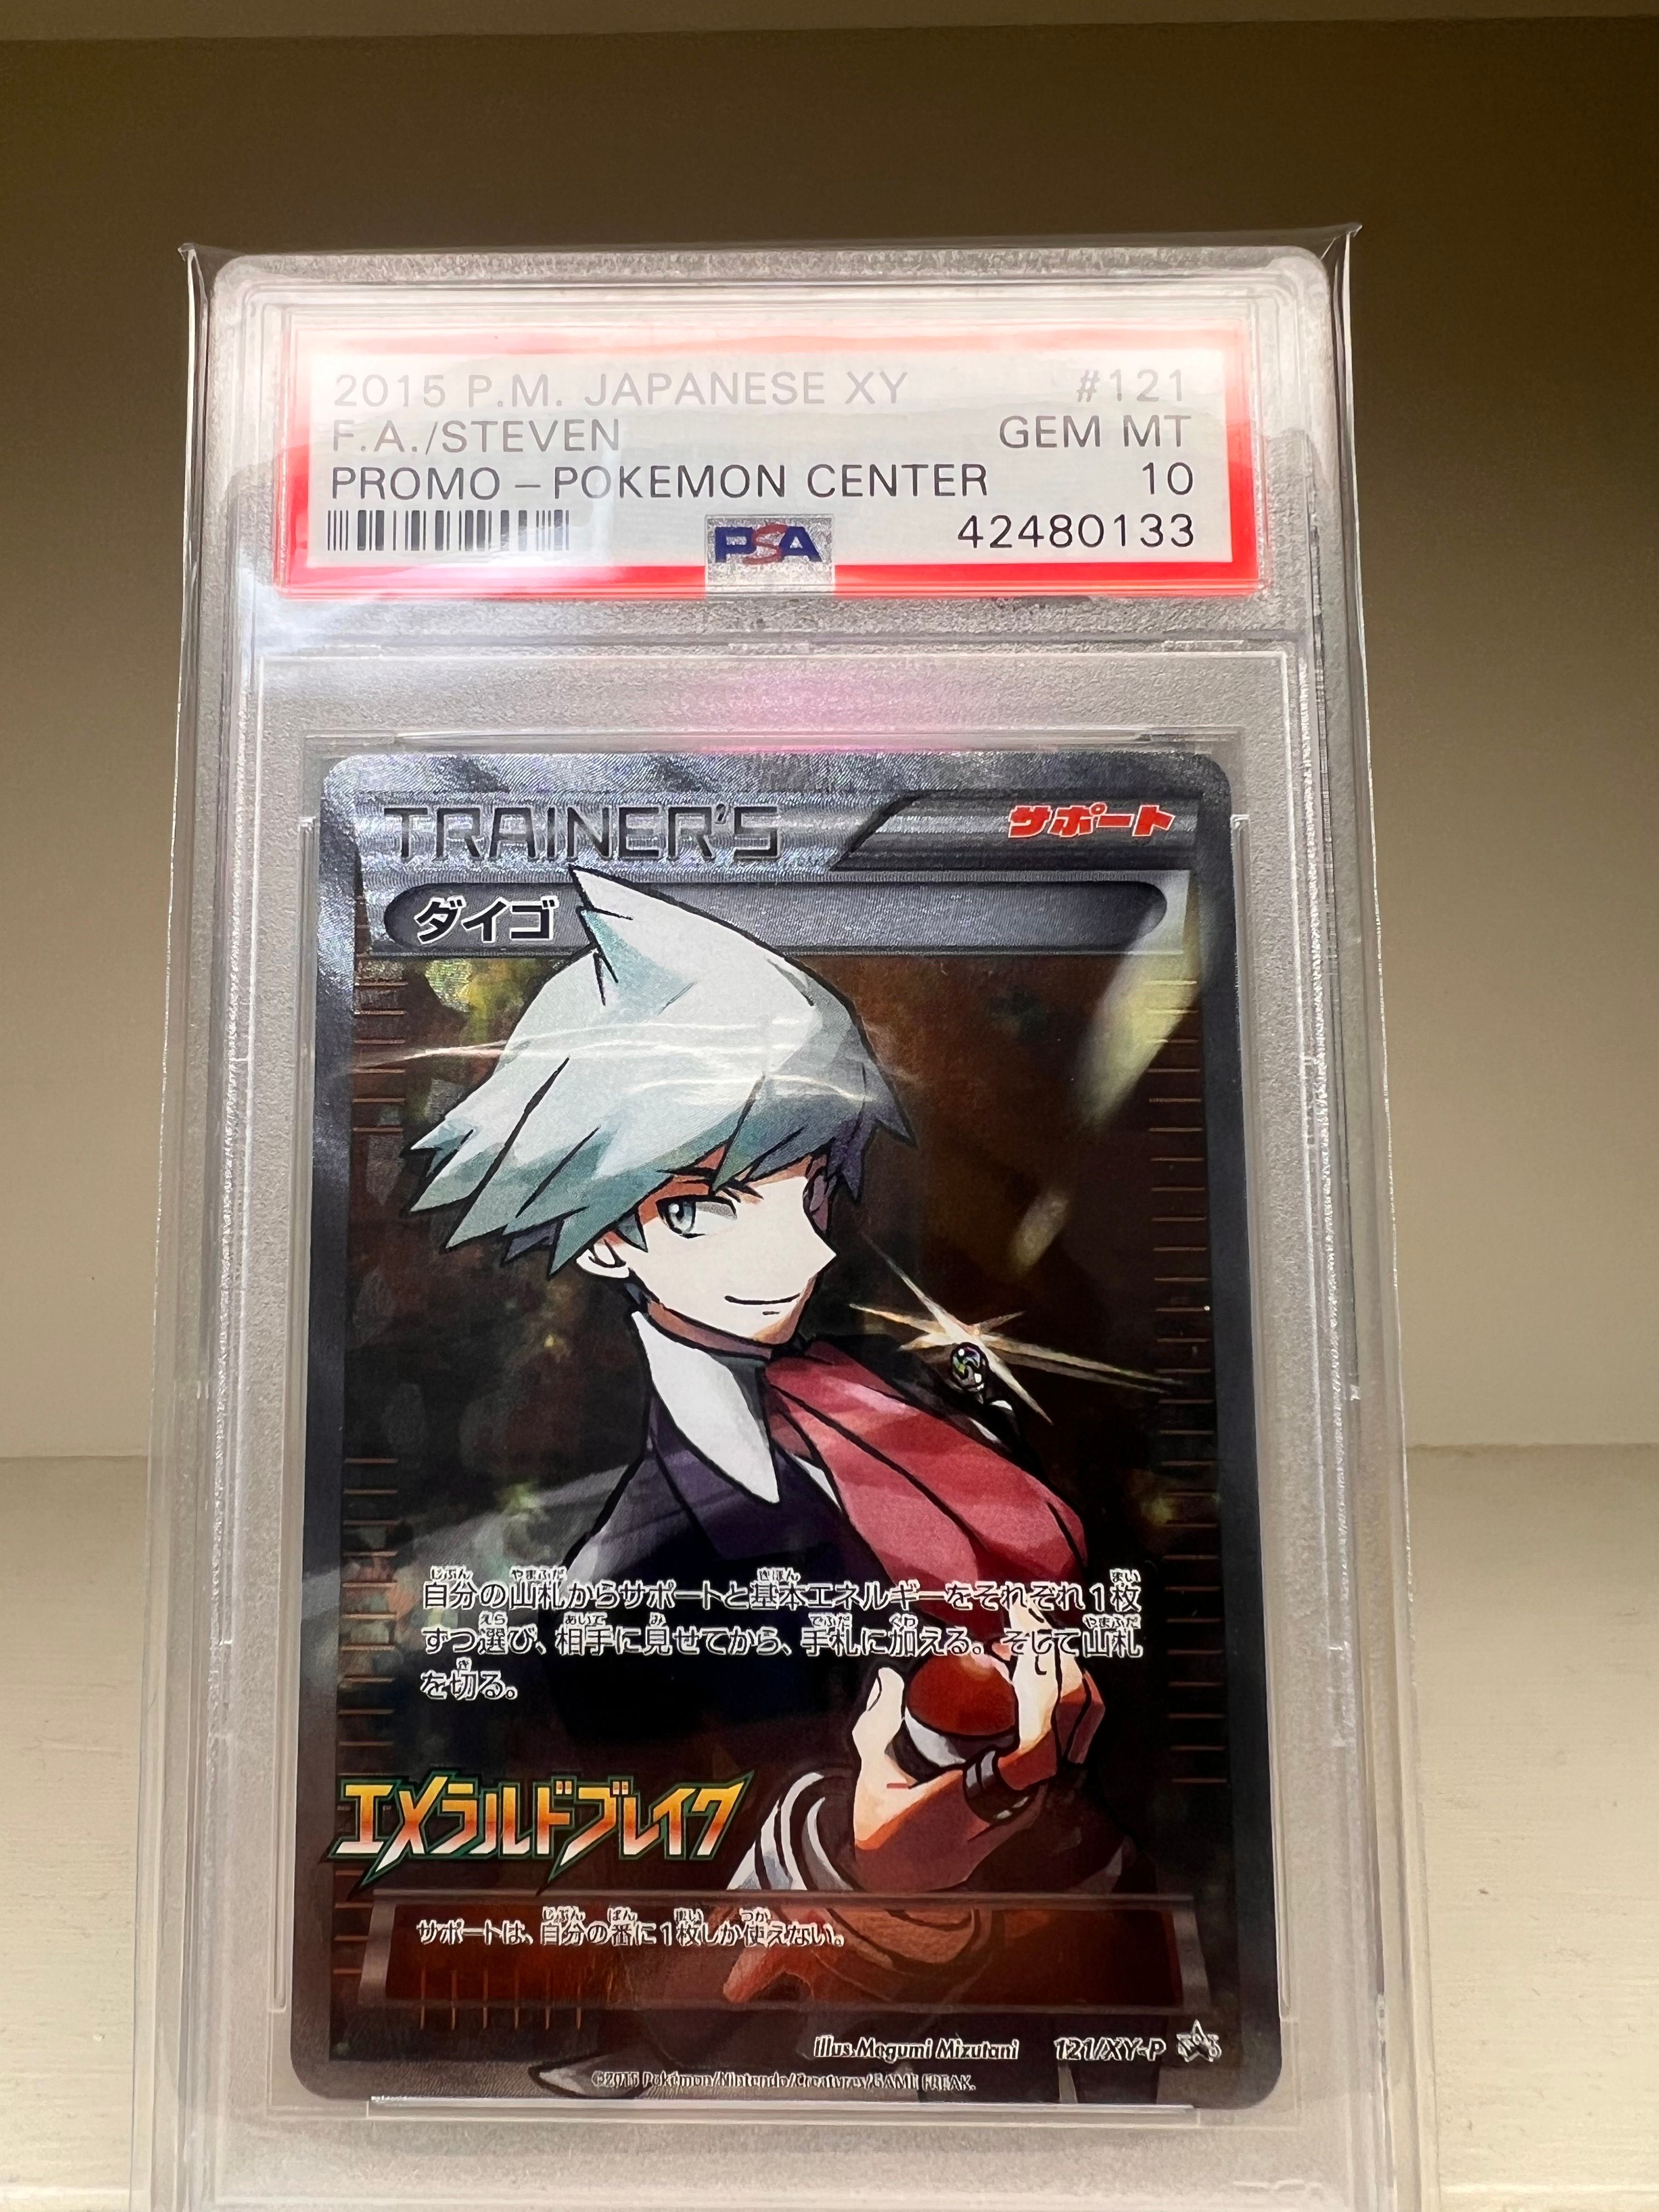 2015 P.M. JAPANESE XY #121
F.A./STEVEN GEM MT
PROMO – POKEMON CENTER 10
PSA 42480133
TRAINER'S サポート
ダイゴ
自分の山札からサポートと基本エネルギーをそれぞれ1枚
ずつ選び、相手に見せてから、手札に加える。そして山札
を切る。
エメラルドブレイク
サポートは、自分の番に1枚しか使えない。
Illus.Megumi Mizutani 121/XY-P
©2015 Pokémon/Nintendo/Creatures/GAME FREAK.